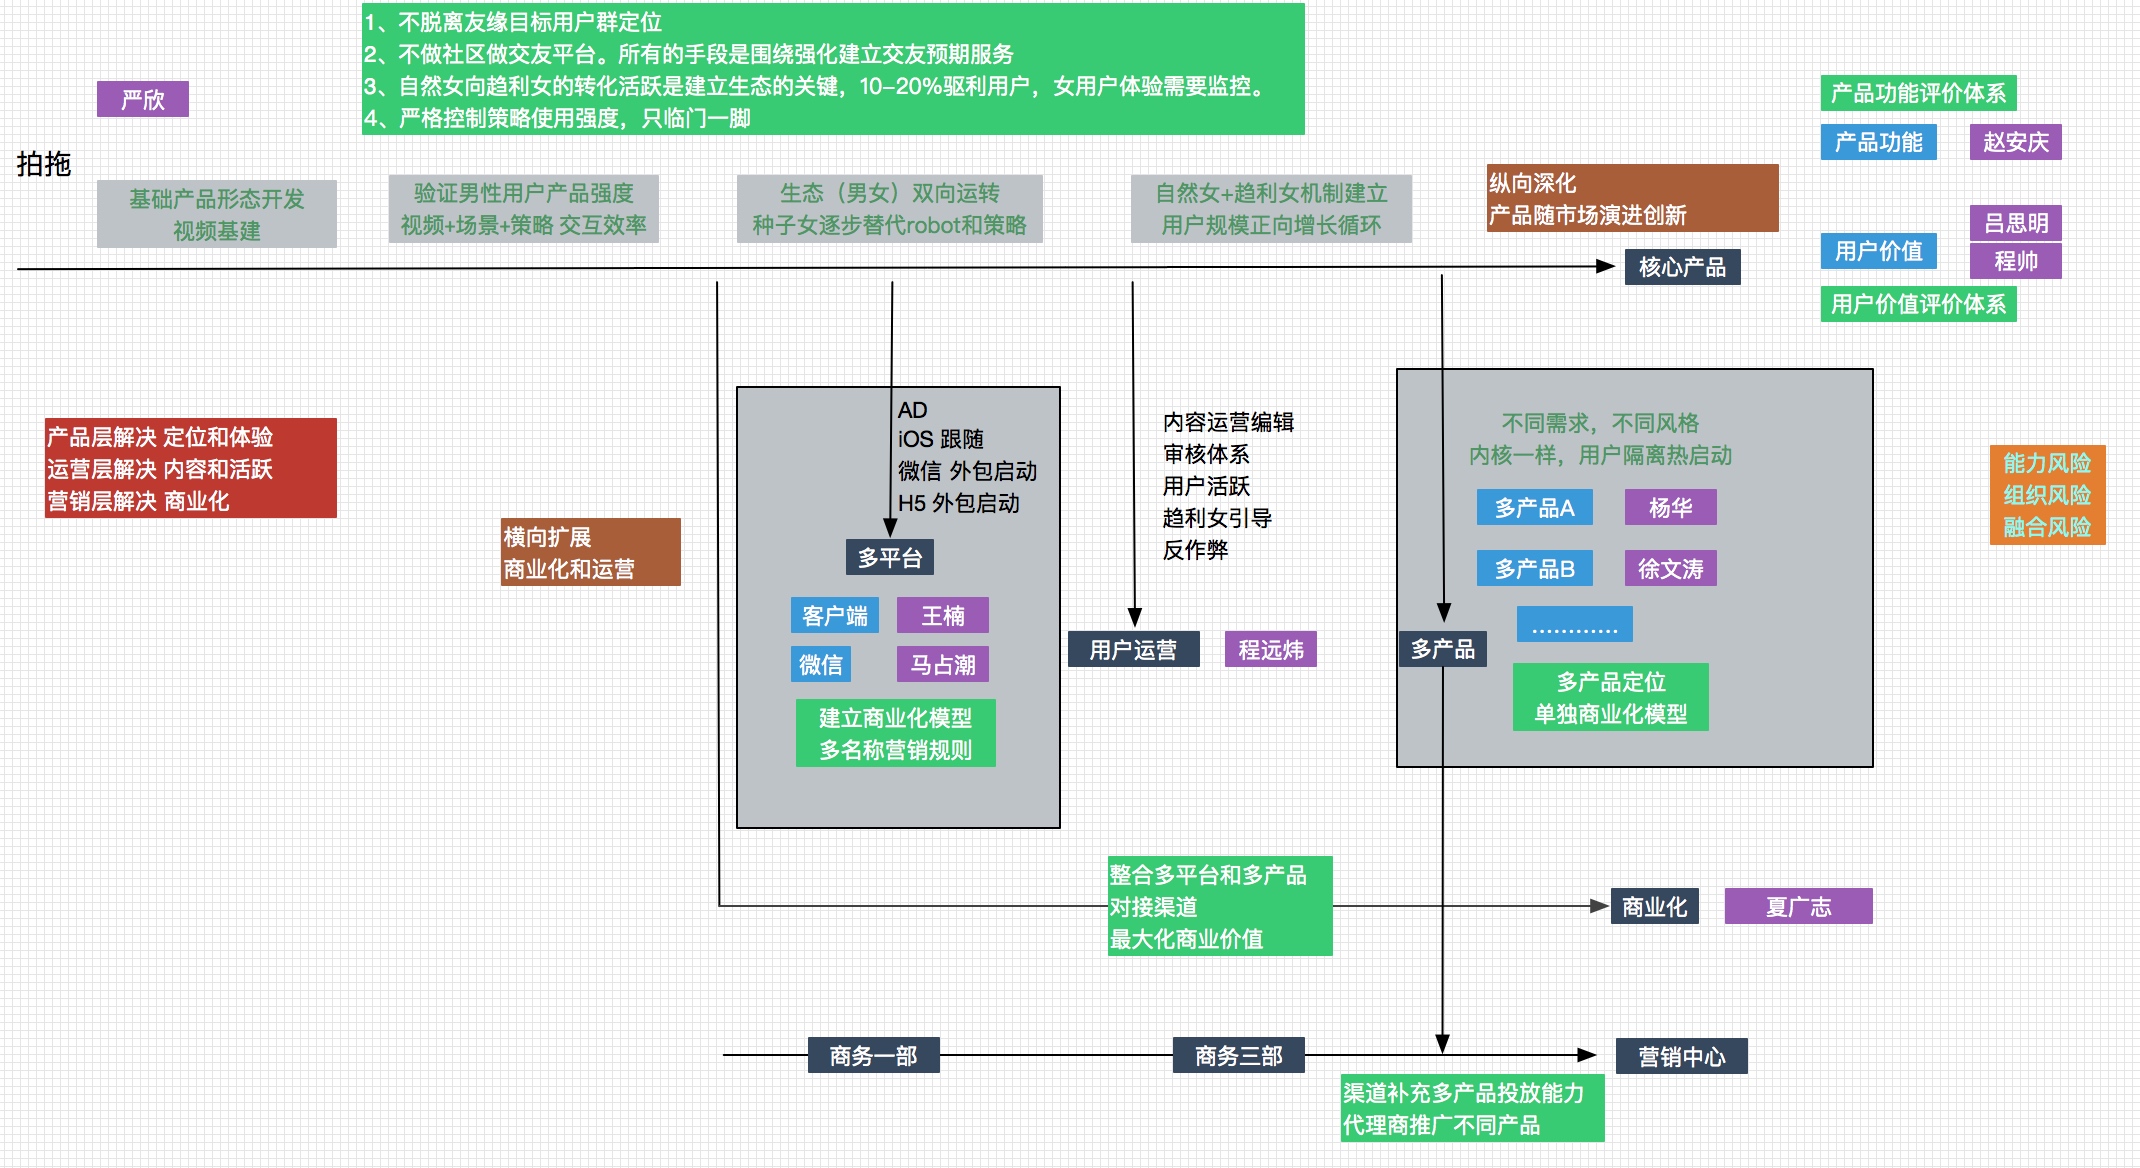 1、不脱离友缘目标用户群定位
2、不做社区做交友平台。所有的手段是围绕强化建立交友预期服务
3、自然女向趋利女的转化活跃是建立生态的关键，10-20%驱利用户，女用户体验需要监控。
4、严格控制策略使用强度，只临门一脚
严欣
拍拖
基础产品形态开发
视频基建
验证男性用户产品强度
视频+场景+策略 交互效率
生态（男女）双向运转
种子女逐步替代robot和策略
自然女+趋利女机制建立
用户规模正向增长循环
纵向深化
产品随市场演进创新
核心产品
产品功能评价体系
产品功能
赵安庆
吕思明
用户价值
程帅
用户价值评价体系
产品层解决 定位和体验
运营层解决 内容和活跃
营销层解决 商业化
横向扩展
商业化和运营
AD
iOS 跟随
微信 外包启动
H5 外包启动
多平台
客户端
王楠
微信
马占潮
建立商业化模型
多名称营销规则
内容运营编辑
审核体系
用户活跃
趋利女引导
反作弊
用户运营
程远炜
不同需求，不同风格
内核一样，用户隔离热启动
多产品A
杨华
多产品B
徐文涛
............
多产品
多产品定位
单独商业化模型
能力风险
组织风险
融合风险
整合多平台和多产品
对接渠道
最大化商业价值
商业化
夏广志
商务一部
商务三部
营销中心
渠道补充多产品投放能力
代理商推广不同产品